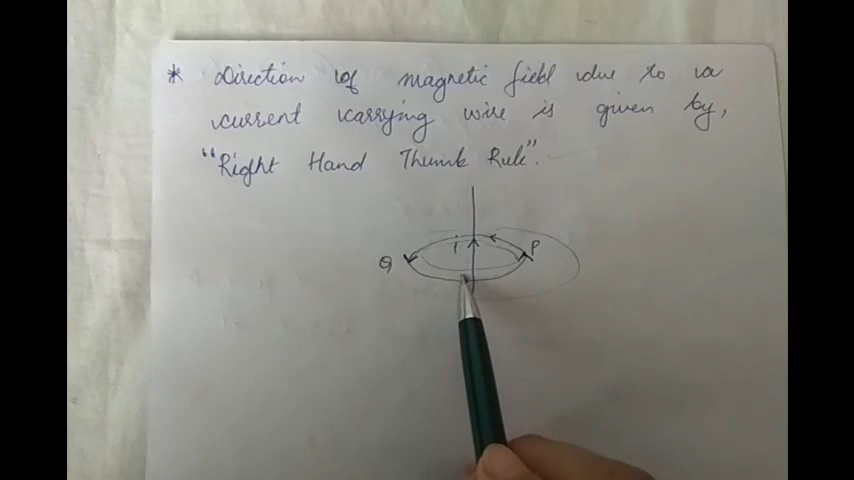 * Direction of magnetic field due to a
current carrying wire is given by,
"Right Hand Thumb Rule".
i
P
Q